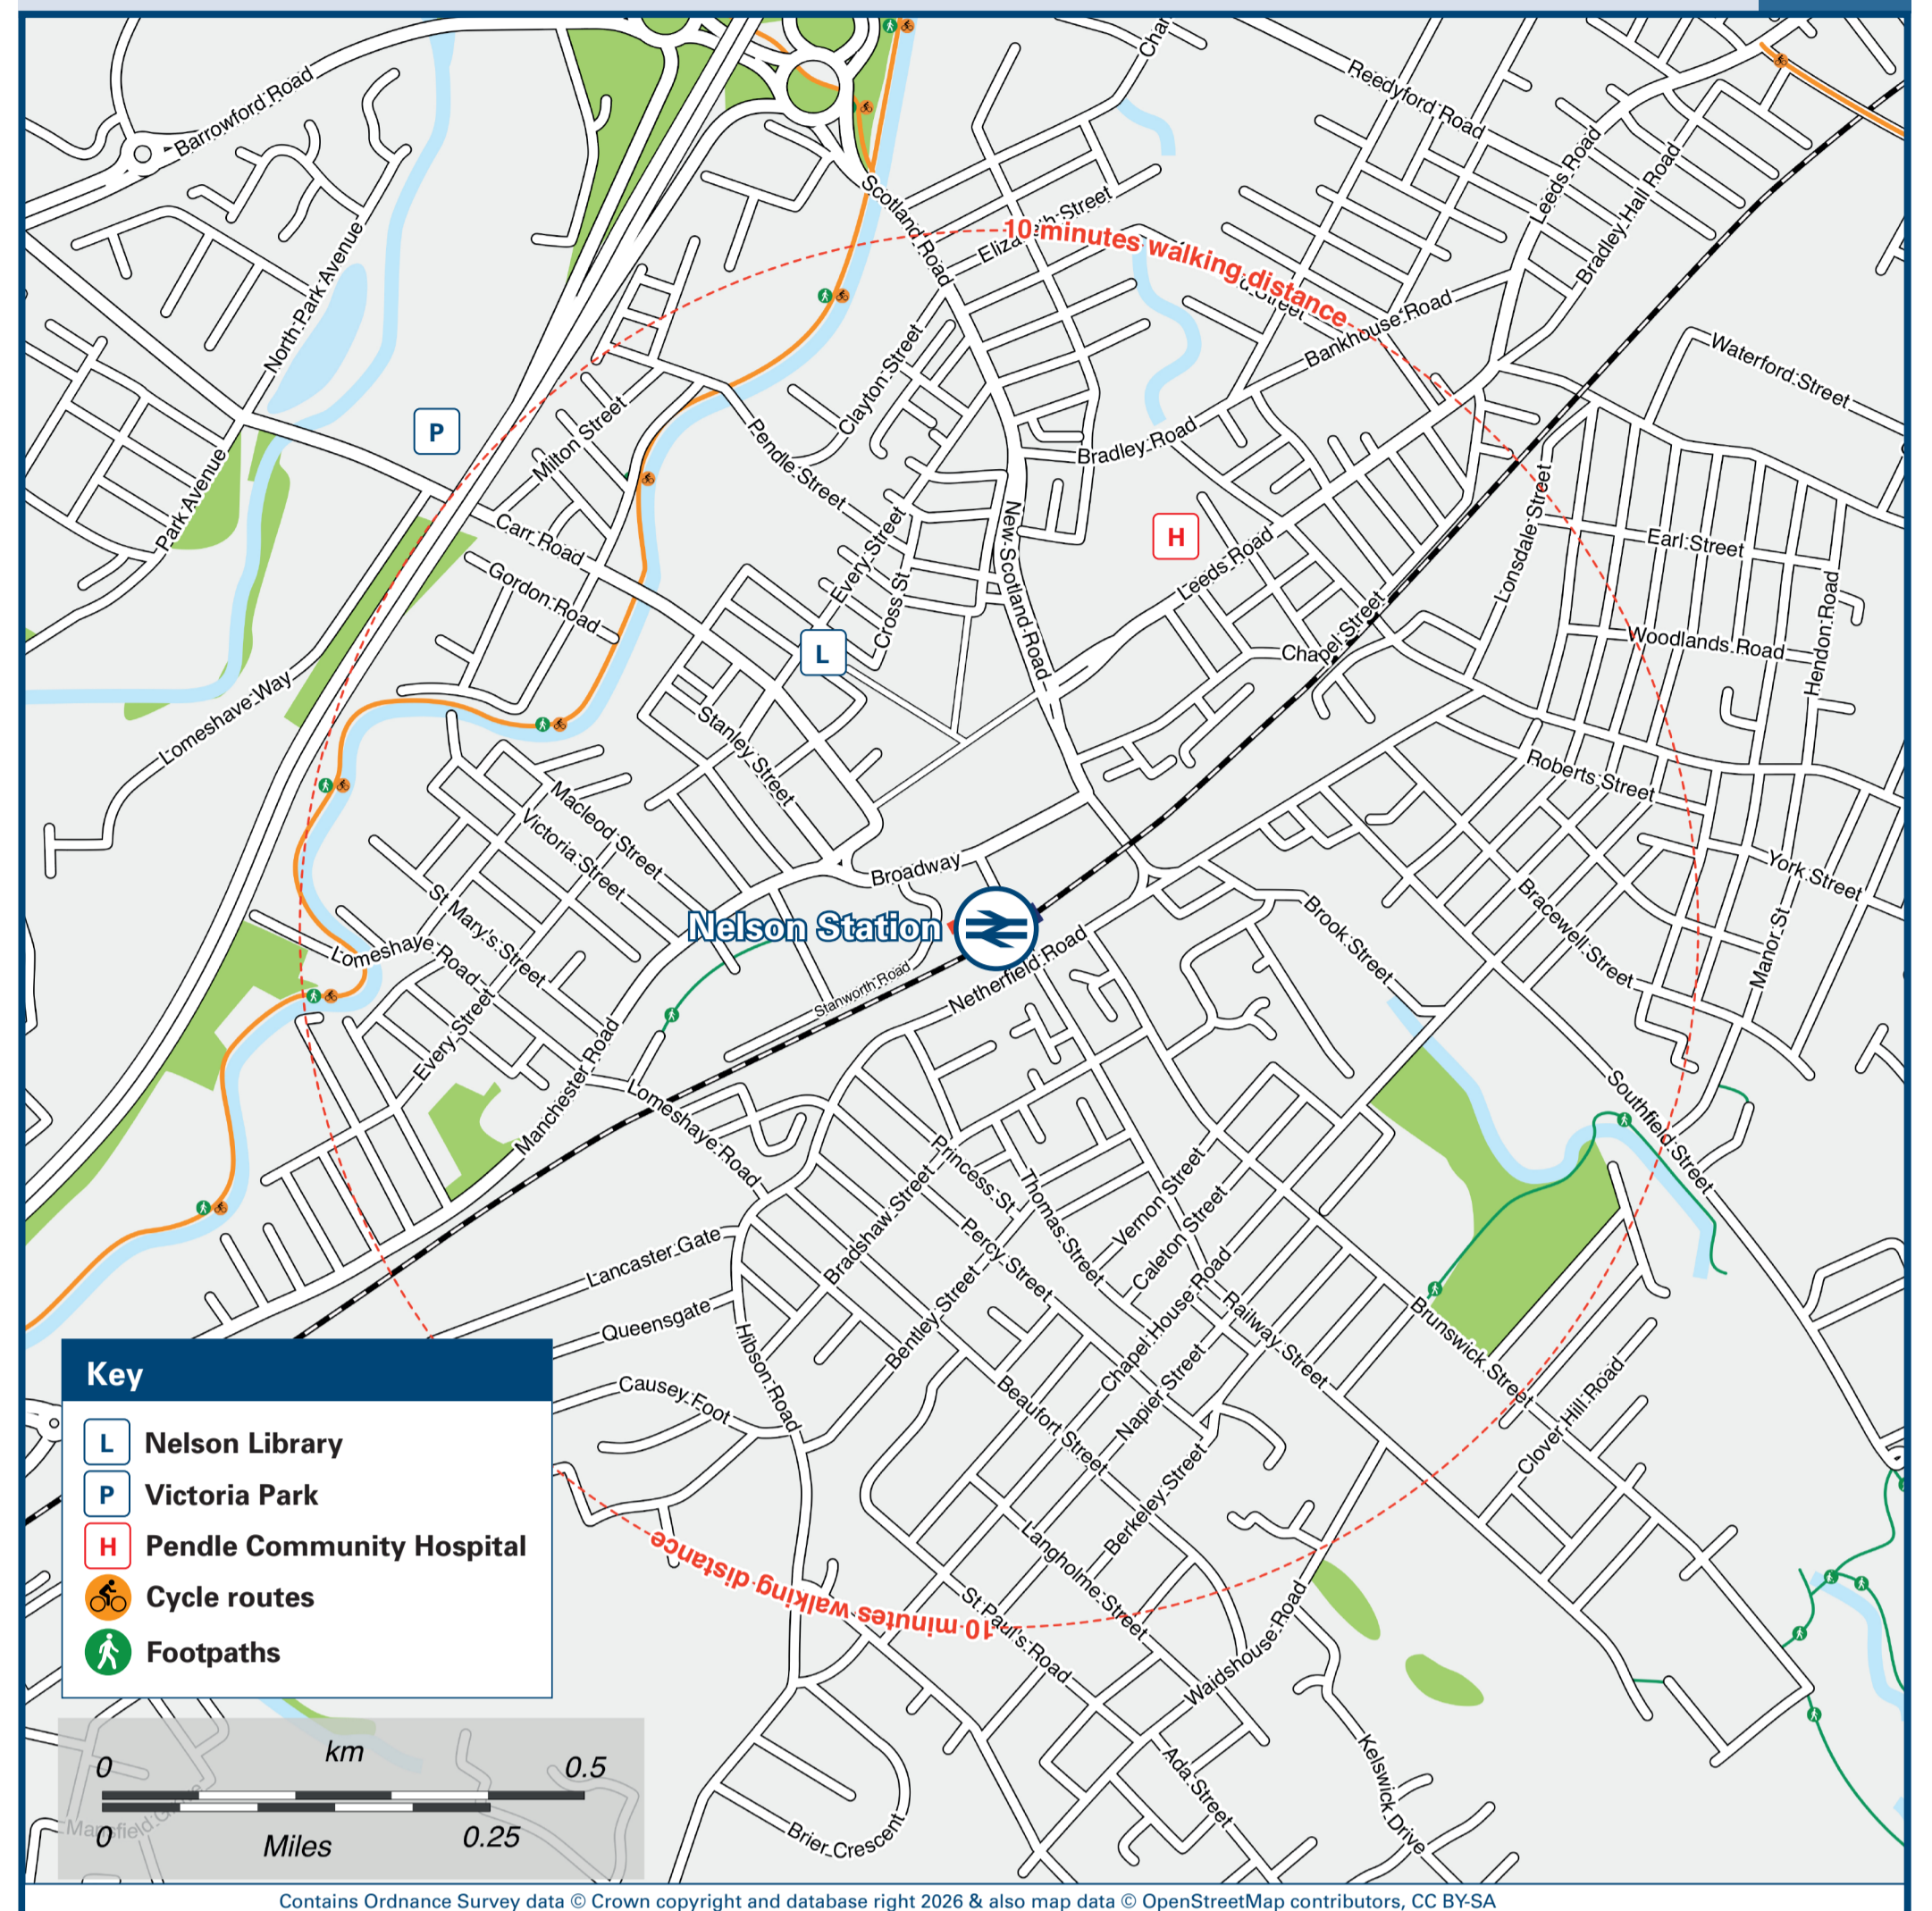 Barrowford Road
Reedyford Road
Leeds Road
Bradley Hall Road
Scotland Road
Elizabeth Street
10 minutes walking distance
d Street
Bankhouse Road
North Park Avenue
Waterford Street
P
Milton Street
Clayton Street
Pendle Street
Bradley Road
Park Avenue
Carr Road
Gordon Road
Every Street
Cross St
New Scotland Road
H
Leeds Road
Chapel Street
Lonsdale Street
Earl Street
Woodlands Road
Hendon Road
L
Lomeshaye Way
Stanley Street
Macleod Street
Victoria Street
Roberts Street
York Street
Broadway
Nelson Station
St Mary's Street
Lomeshaye Road
Every Street
Stanworth Road
Netherfield Road
Brook Street
Bracewell Street
Manor St
Manchester Road
Lomeshaye Road
Southfield Street
Princess St
Thomas Street
Vernon Street
Caleton Street
Bradshaw Street
Percy Street
Lancaster Gate
Queensgate
Hibson Road
Bentley Street
Chapel House Road
Railway Street
Brunswick Street
Napier Street
Causey Foot
Beaufort Street
Clover Hill Road
Berkeley Street
Langholme Street
10 minutes walking distance
St Paul's Road
Waidshouse Road
Ada Street
Kelswick Drive
Brier Crescent
Key
L Nelson Library
P Victoria Park
H Pendle Community Hospital
Cycle routes
Footpaths
km
0 0.5
0 Miles 0.25
Contains Ordnance Survey data © Crown copyright and database right 2026 & also map data © OpenStreetMap contributors, CC BY-SA